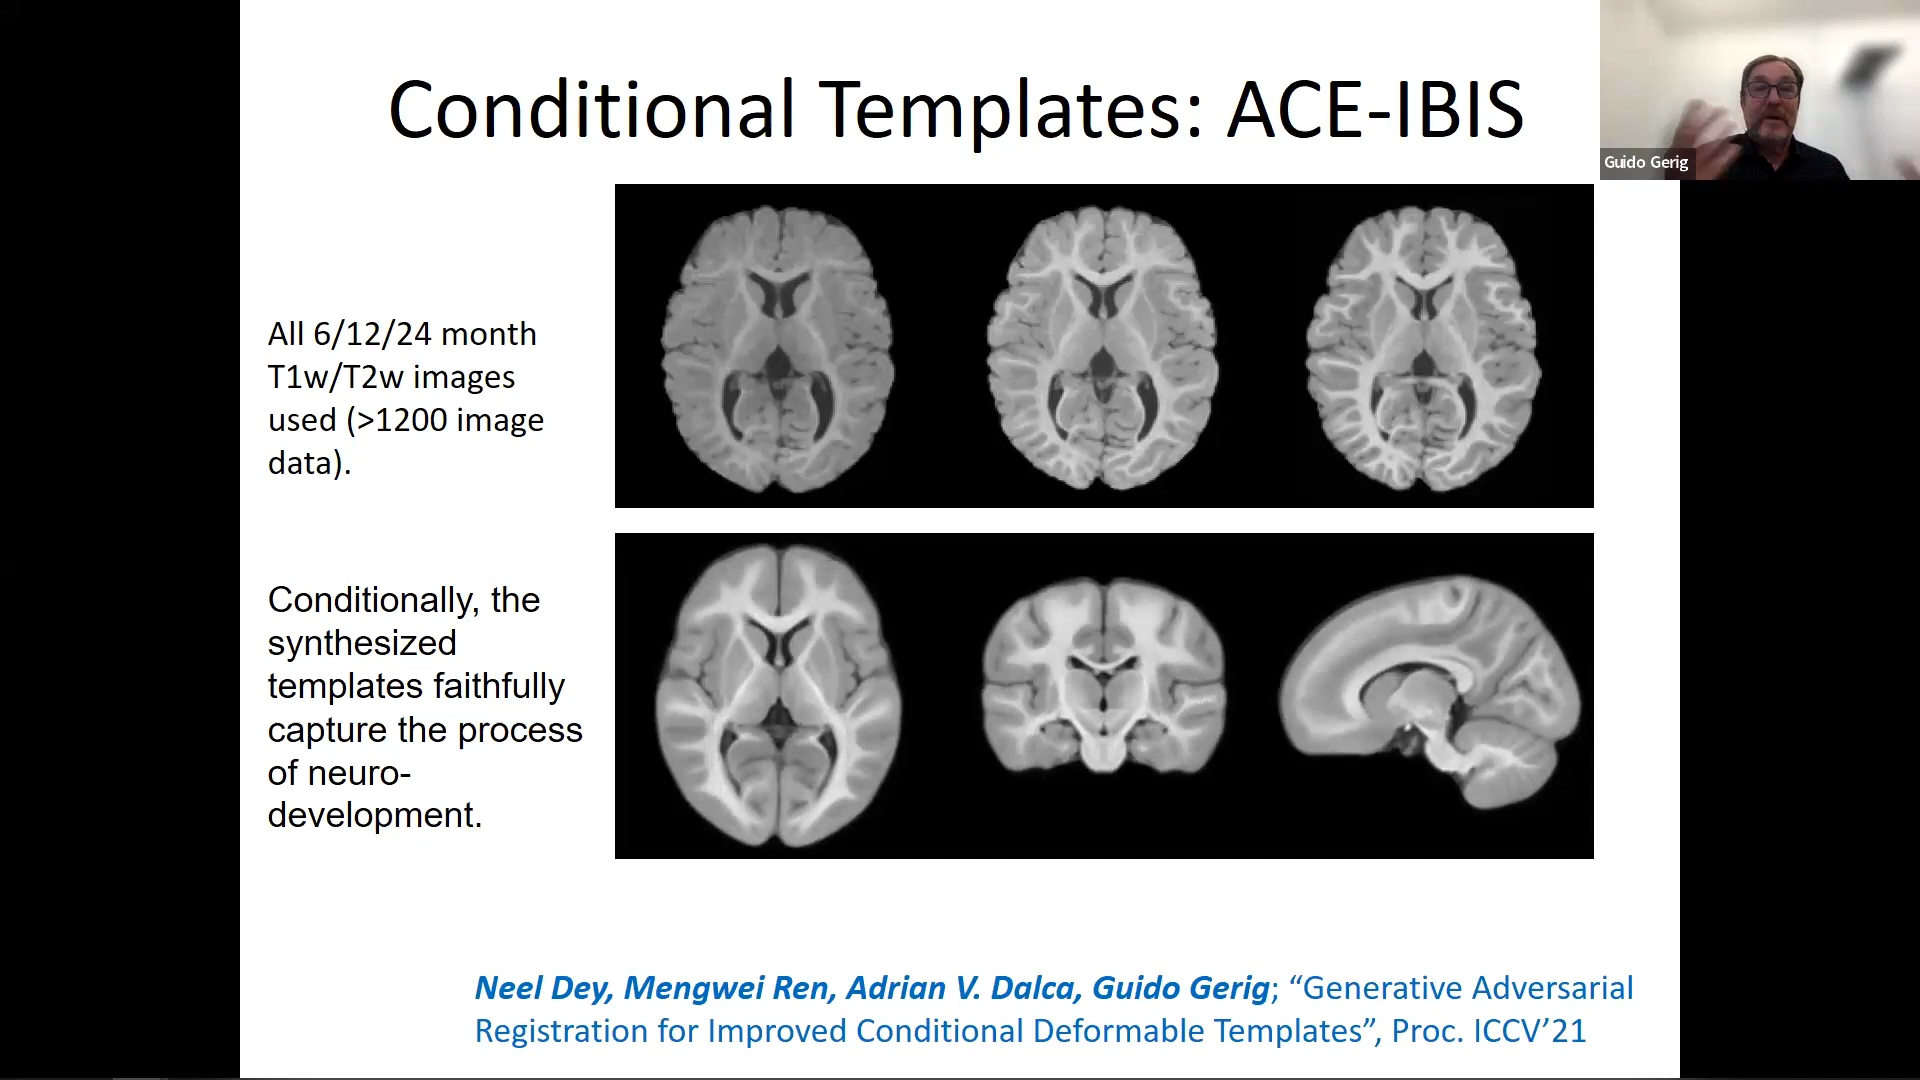 Conditional Templates: ACE-IBIS
Guido Gerig
All 6/12/24 month
T1w/T2w images
used (>1200 image
data).
Conditionally, the
synthesized
templates faithfully
capture the process
of neuro-
development.
Neel Dey, Mengwei Ren, Adrian V. Dalca, Guido Gerig; “Generative Adversarial
Registration for Improved Conditional Deformable Templates”, Proc. ICCV’21